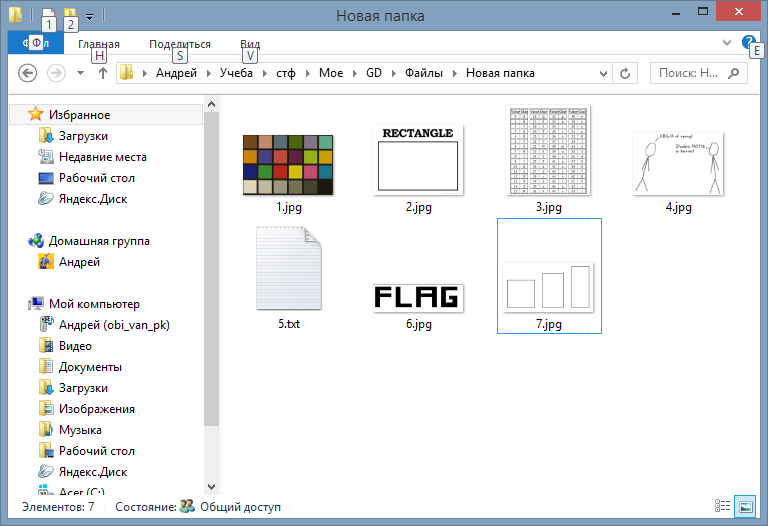 Новая папка
1 2
Файл Главная Поделиться Вид
Ф Н S V E
Андрей Учеба стф Мое GD Файлы Новая папка
Поиск: Н...
Избранное
Загрузки
Недавние места
Рабочий стол
Яндекс.Диск
Домашняя группа
Андрей
Мой компьютер
Андрей (obi_van_pk)
Видео
Документы
Загрузки
Изображения
Музыка
Рабочий стол
Яндекс.Диск
Acer (C:)
RECTANGLE
1.jpg 2.jpg 3.jpg 4.jpg
FLAG
5.txt 6.jpg 7.jpg
Элементов: 7 Состояние: Общий доступ